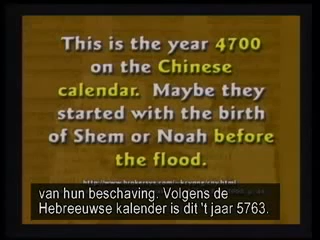 This is the year 4700
on the Chinese
calendar. Maybe they
started with the birth
of Shem or Noah before
the flood.
van hun beschaving. Volgens de
Hebreeuwse kalender is dit 't jaar 5763.